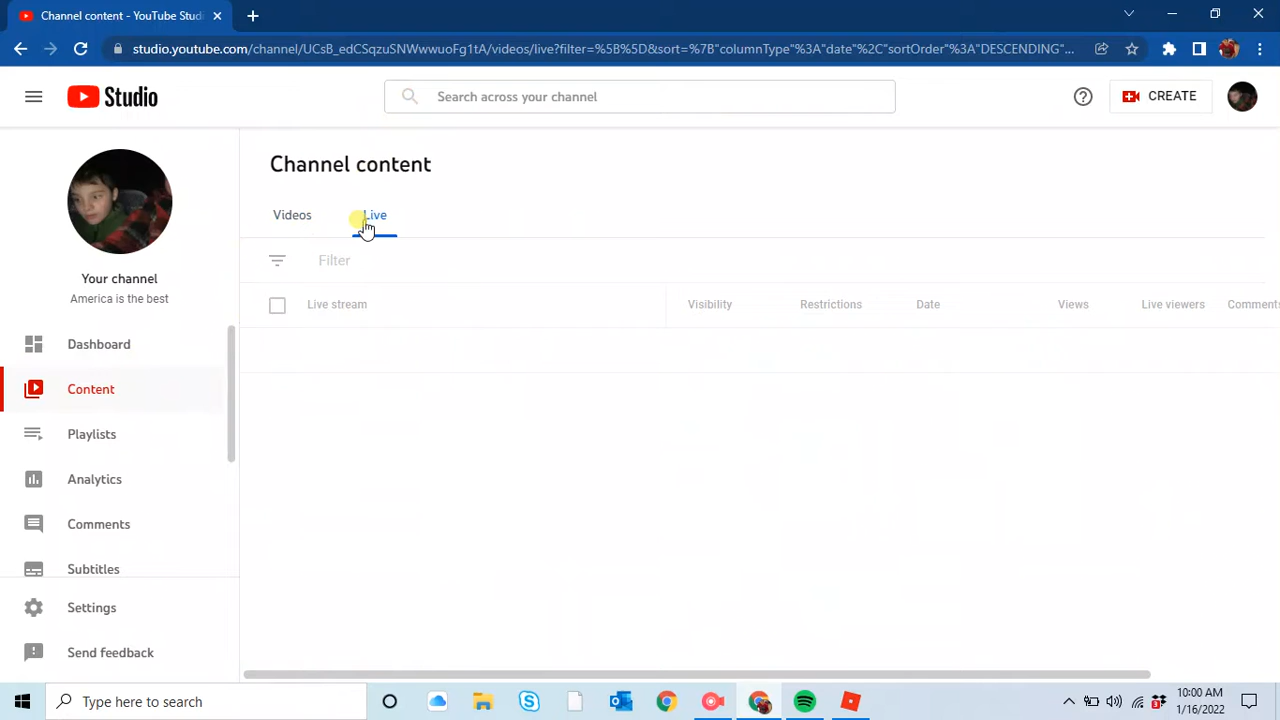 Channel content - YouTube Stud
studio.youtube.com/channel/UCsB_edCSqzuSNWwwuoFg1tA/videos/live?filter=%5B%5D&sort=%7B"columnType"%3A"date"%2C"sortOrder"%3A"DESCENDING"...
Studio
Search across your channel
CREATE
Your channel
America is the best
Dashboard
Content
Playlists
Analytics
Comments
Subtitles
Settings
Send feedback
Channel content
Videos
Live
Filter
Live stream
Visibility
Restrictions
Date
Views
Live viewers
Comments
Type here to search
3
10:00 AM
1/16/2022